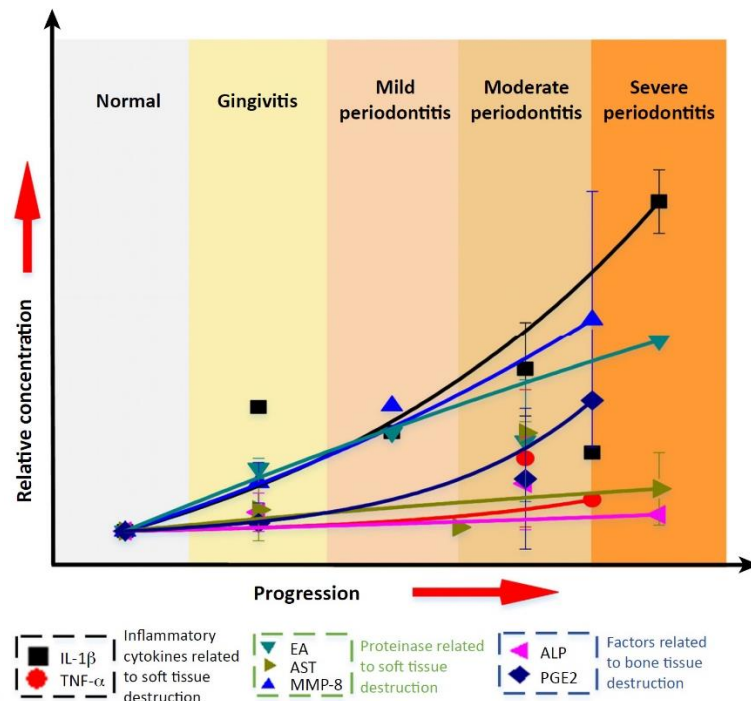 Normal
Gingivitis
Mild
periodontitis
Moderate
periodontitis
Severe
periodontitis
Relative concentration
Progression
IL-1β
TNF-α
Inflammatory
cytokines related
to soft tissue
destruction
EA
AST
MMP-8
Proteinase related
to soft tissue
destruction
ALP
PGE2
Factors related
to bone tissue
destruction